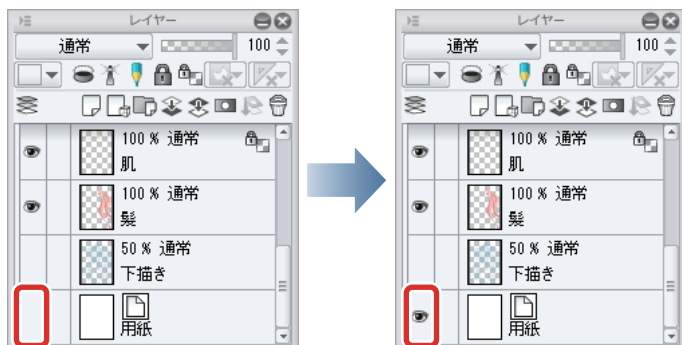 レイヤー
通常 100
100 % 通常
肌
100 % 通常
髪
50 % 通常
下描き
用紙
レイヤー
通常 100
100 % 通常
肌
100 % 通常
髪
50 % 通常
下描き
用紙